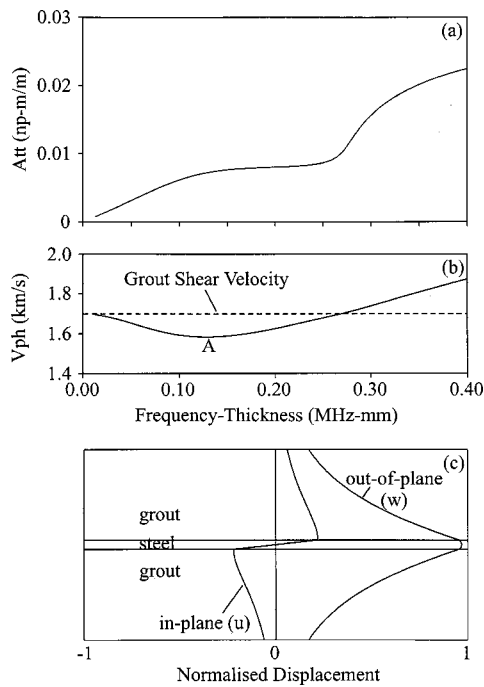 0.03
(a)
0.02
Att (np-m/m)
0.01
0
2.0
(b)
Grout Shear Velocity
1.8
Vph (km/s)
1.6
A
1.4
0.00 0.10 0.20 0.30 0.40
Frequency-Thickness (MHz-mm)
(c)
out-of-plane
(w)
grout
steel
grout
in-plane (u)
-1 0 1
Normalised Displacement